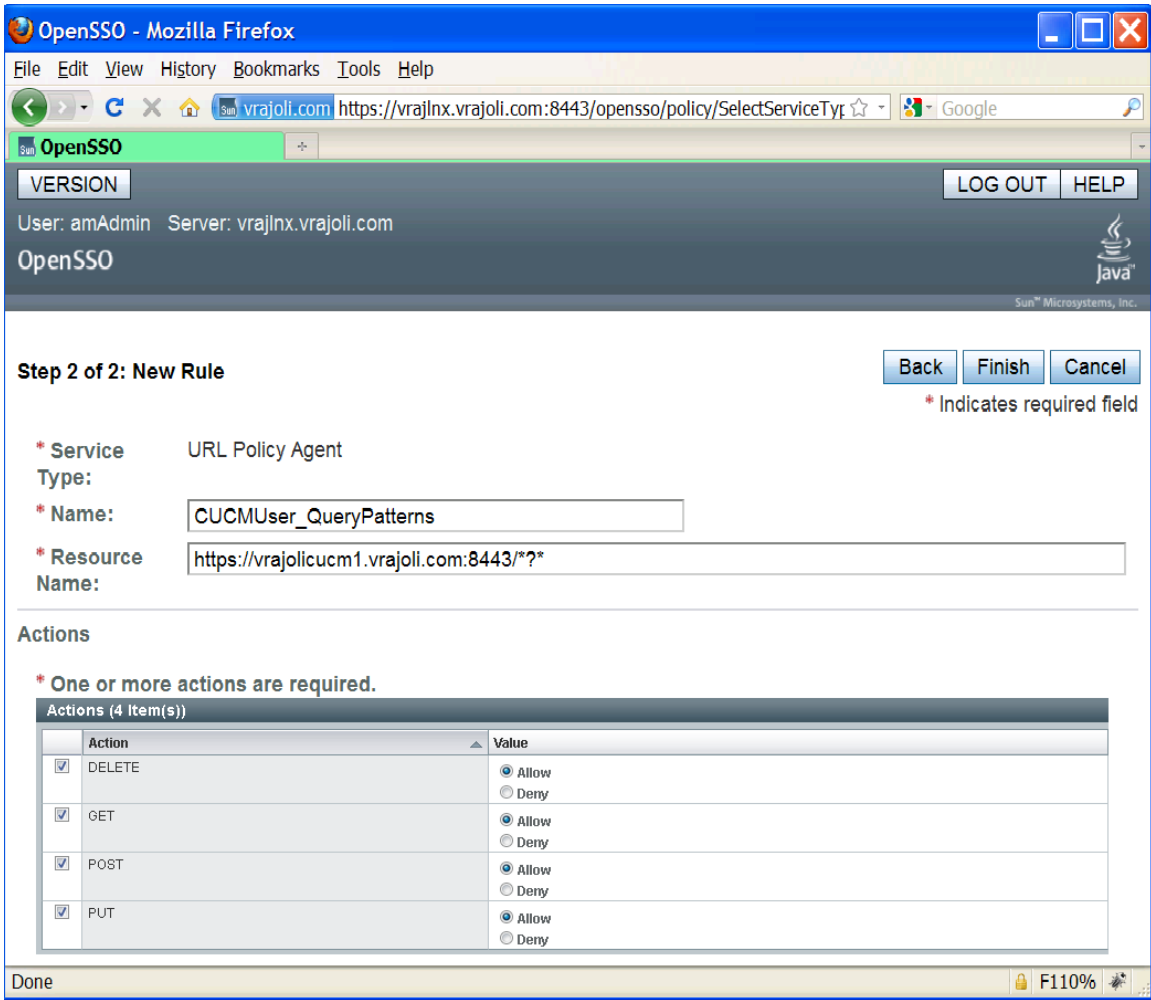 OpenSSO - Mozilla Firefox
File Edit View History Bookmarks Tools Help
Sun vrajoli.com https://vrajlnx.vrajoli.com:8443/opensso/policy/SelectServiceTyp Google
Sun OpenSSO
VERSION LOG OUT HELP
User: amAdmin Server: vrajlnx.vrajoli.com
OpenSSO
Java™
Sun™ Microsystems, Inc.
Step 2 of 2: New Rule Back Finish Cancel
* Indicates required field
* Service Type: URL Policy Agent
* Name: CUCMUser_QueryPatterns
* Resource Name: https://vrajolicucm1.vrajoli.com:8443/*?*
Actions
* One or more actions are required.
Actions (4 Item(s))
Action Value
DELETE Allow
Deny
GET Allow
Deny
POST Allow
Deny
PUT Allow
Deny
Done F110%